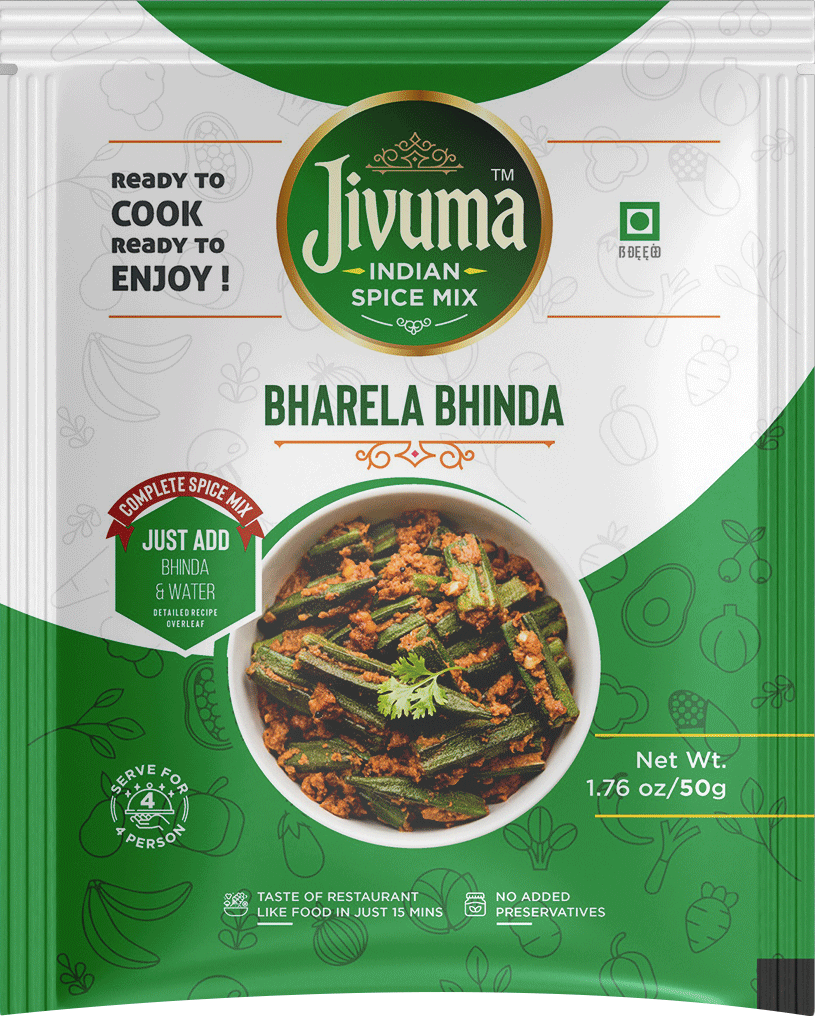 READY TO
COOK
READY TO
ENJOY !
Jivuma
TM
INDIAN
SPICE MIX
BHARELA BHINDA
COMPLETE SPICE MIX
JUST ADD
BHINDA
& WATER
DETAILED RECIPE
OVERLEAF
Net Wt.
1.76 oz/50g
SERVE FOR
4
4 PERSON
TASTE OF RESTAURANT
LIKE FOOD IN JUST 15 MINS
NO ADDED
PRESERVATIVES